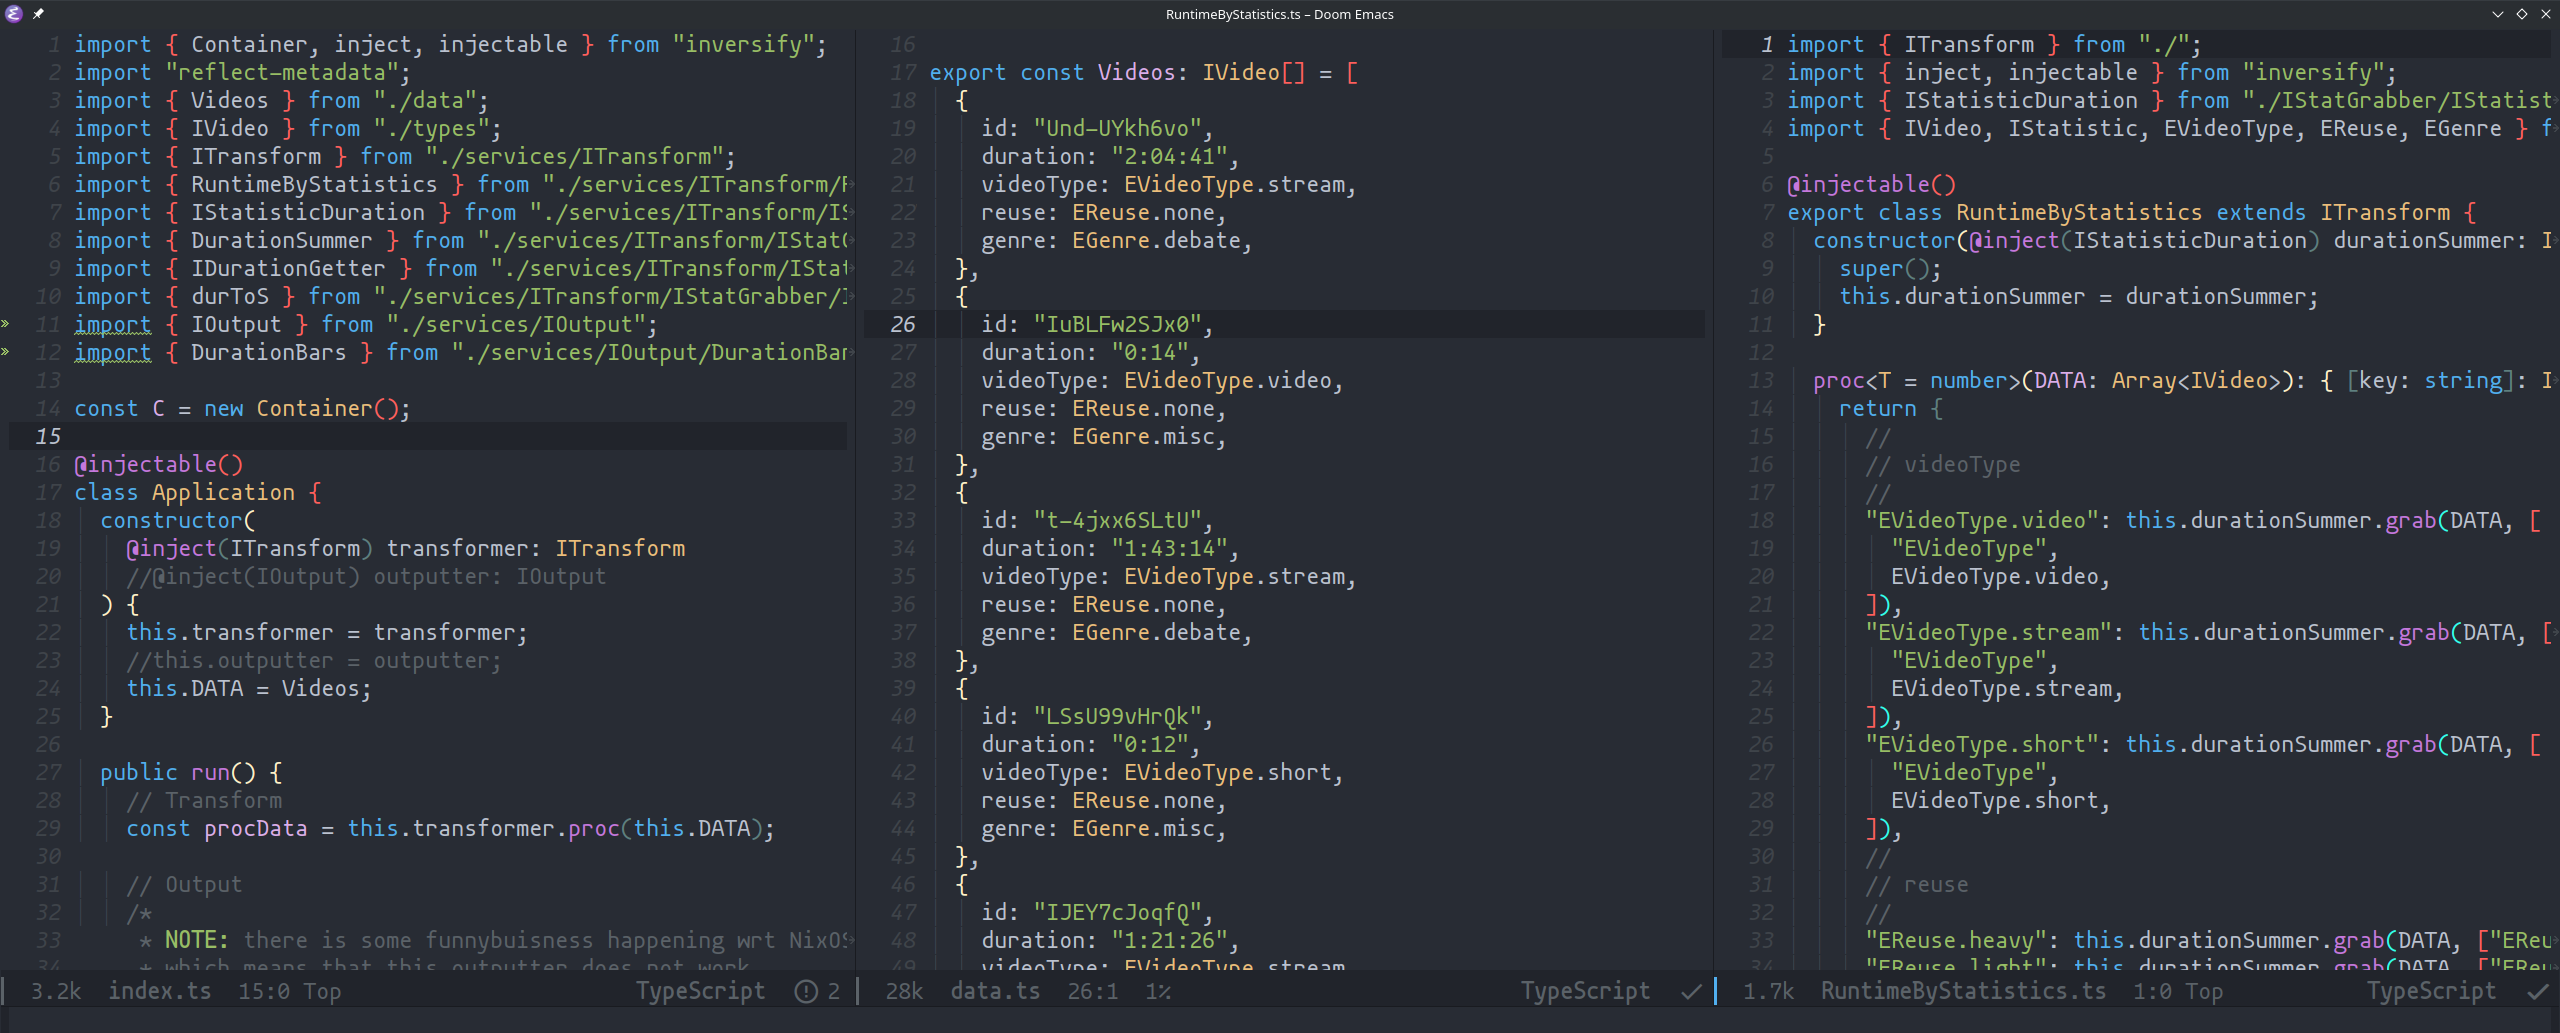 RuntimeByStatistics.ts – Doom Emacs
1 import { Container, inject, injectable } from "inversify";
2 import "reflect-metadata";
3 import { Videos } from "./data";
4 import { IVideo } from "./types";
5 import { ITransform } from "./services/ITransform";
6 import { RuntimeByStatistics } from "./services/ITransform/
7 import { IStatisticDuration } from "./services/ITransform/IS
8 import { DurationSummer } from "./services/ITransform/IStat
9 import { IDurationGetter } from "./services/ITransform/IStat
10 import { durToS } from "./services/ITransform/IStatGrabber/
11 import { IOutput } from "./services/IOutput";
12 import { DurationBars } from "./services/IOutput/DurationBar
13
14 const C = new Container();
15
16 @injectable()
17 class Application {
18 constructor(
19 @inject(ITransform) transformer: ITransform
20 //@inject(IOutput) outputter: IOutput
21 ) {
22 this.transformer = transformer;
23 //this.outputter = outputter;
24 this.DATA = Videos;
25 }
26
27 public run() {
28 // Transform
29 const procData = this.transformer.proc(this.DATA);
30
31 // Output
32 /*
33 * NOTE: there is some funnybuisness happening wrt NixOS
34 * which means that this outputter does not work
3.2k index.ts 15:0 Top TypeScript 2
16
17 export const Videos: IVideo[] = [
18 {
19 id: "Und-UYkh6vo",
20 duration: "2:04:41",
21 videoType: EVideoType.stream,
22 reuse: EReuse.none,
23 genre: EGenre.debate,
24 },
25 {
26 id: "IuBLFw2SJx0",
27 duration: "0:14",
28 videoType: EVideoType.video,
29 reuse: EReuse.none,
30 genre: EGenre.misc,
31 },
32 {
33 id: "t-4jxx6SLtU",
34 duration: "1:43:14",
35 videoType: EVideoType.stream,
36 reuse: EReuse.none,
37 genre: EGenre.debate,
38 },
39 {
40 id: "LSsU99vHrQk",
41 duration: "0:12",
42 videoType: EVideoType.short,
43 reuse: EReuse.none,
44 genre: EGenre.misc,
45 },
46 {
47 id: "IJEY7cJoqfQ",
48 duration: "1:21:26",
49 videoType: EVideoType.stream
28k data.ts 26:1 1% TypeScript
1 import { ITransform } from "./";
2 import { inject, injectable } from "inversify";
3 import { IStatisticDuration } from "./IStatGrabber/IStatist
4 import { IVideo, IStatistic, EVideoType, EReuse, EGenre } f
5
6 @injectable()
7 export class RuntimeByStatistics extends ITransform {
8 constructor(@inject(IStatisticDuration) durationSummer: I
9 super();
10 this.durationSummer = durationSummer;
11 }
12
13 proc<T = number>(DATA: Array<IVideo>): { [key: string]: I
14 return {
15 //
16 // videoType
17 //
18 "EVideoType.video": this.durationSummer.grab(DATA, [
19 "EVideoType",
20 EVideoType.video,
21 ]),
22 "EVideoType.stream": this.durationSummer.grab(DATA, [
23 "EVideoType",
24 EVideoType.stream,
25 ]),
26 "EVideoType.short": this.durationSummer.grab(DATA, [
27 "EVideoType",
28 EVideoType.short,
29 ]),
30 //
31 // reuse
32 //
33 "EReuse.heavy": this.durationSummer.grab(DATA, ["EReu
34 "EReuse.light": this.durationSummer.grab(DATA, ["EReu
1.7k RuntimeByStatistics.ts 1:0 Top TypeScript